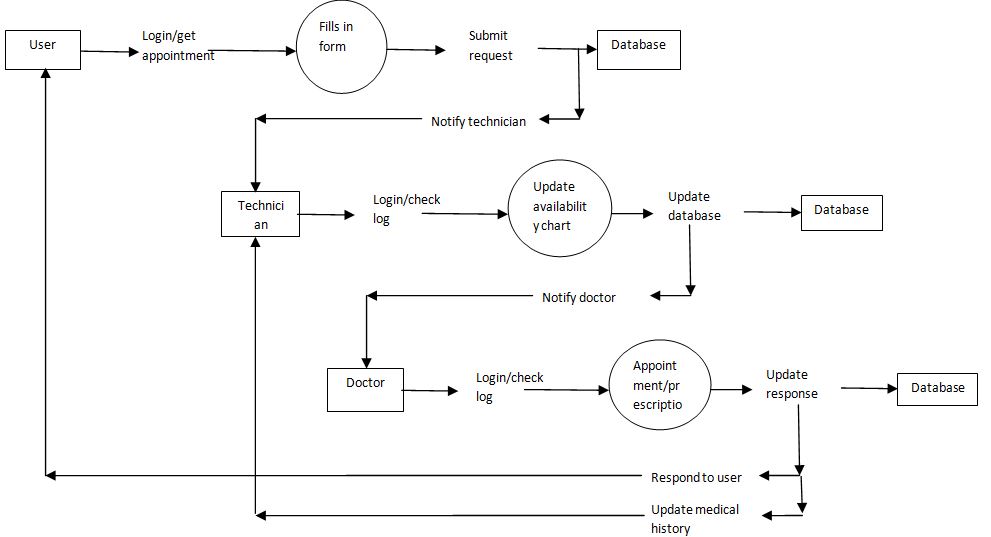 User
Login/get
appointment
Fills in
form
Submit
request
Database
Notify technician
Technici
an
Login/check
log
Update
availabilit
y chart
Update
database
Database
Notify doctor
Doctor
Login/check
log
Appoint
ment/pr
escriptio
Update
response
Database
Respond to user
Update medical
history